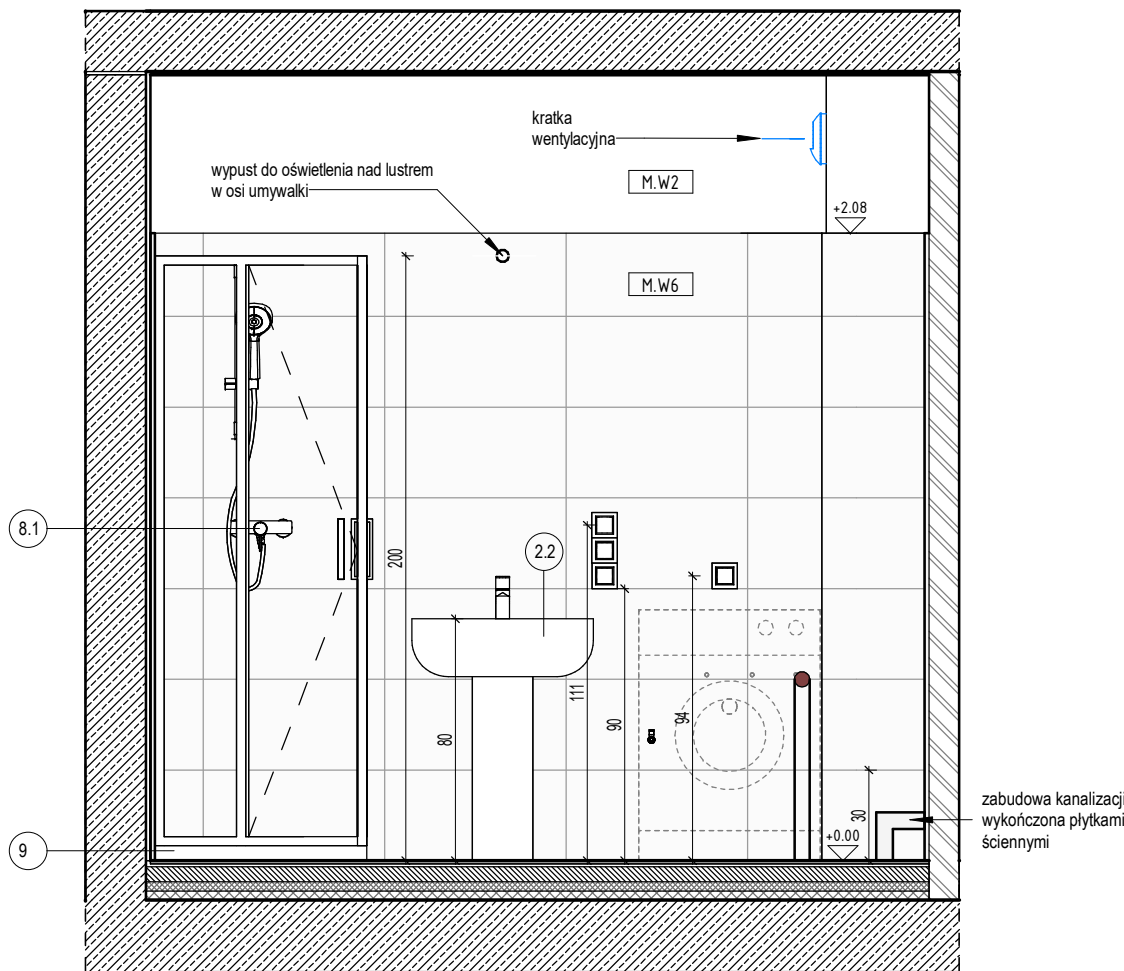 kratka
wentylacyjna
wypust do oświetlenia nad lustrem
w osi umywalki
M.W2
+2.08
M.W6
8.1
200
2.2
111
90
94
80
30
+0.00
zabudowa kanalizacji
wykończona płytkami
ściennymi
9